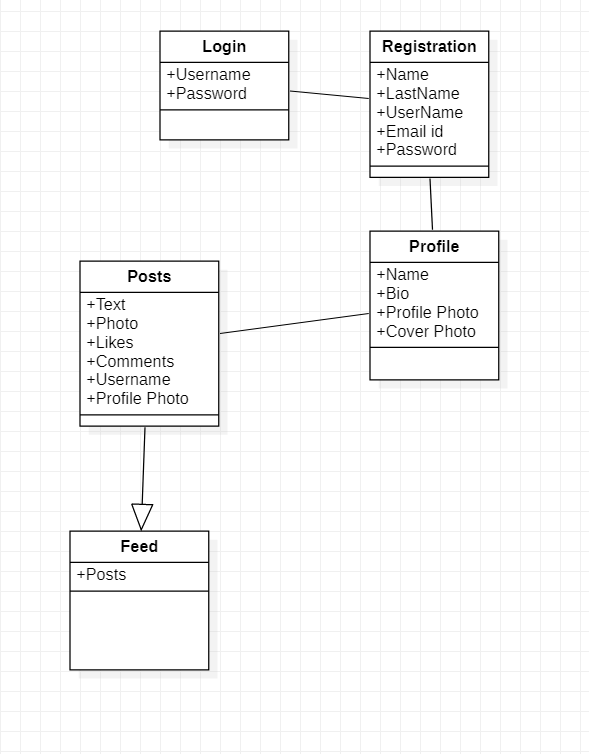 Login
+Username
+Password
Registration
+Name
+LastName
+UserName
+Email id
+Password
Profile
+Name
+Bio
+Profile Photo
+Cover Photo
Posts
+Text
+Photo
+Likes
+Comments
+Username
+Profile Photo
Feed
+Posts